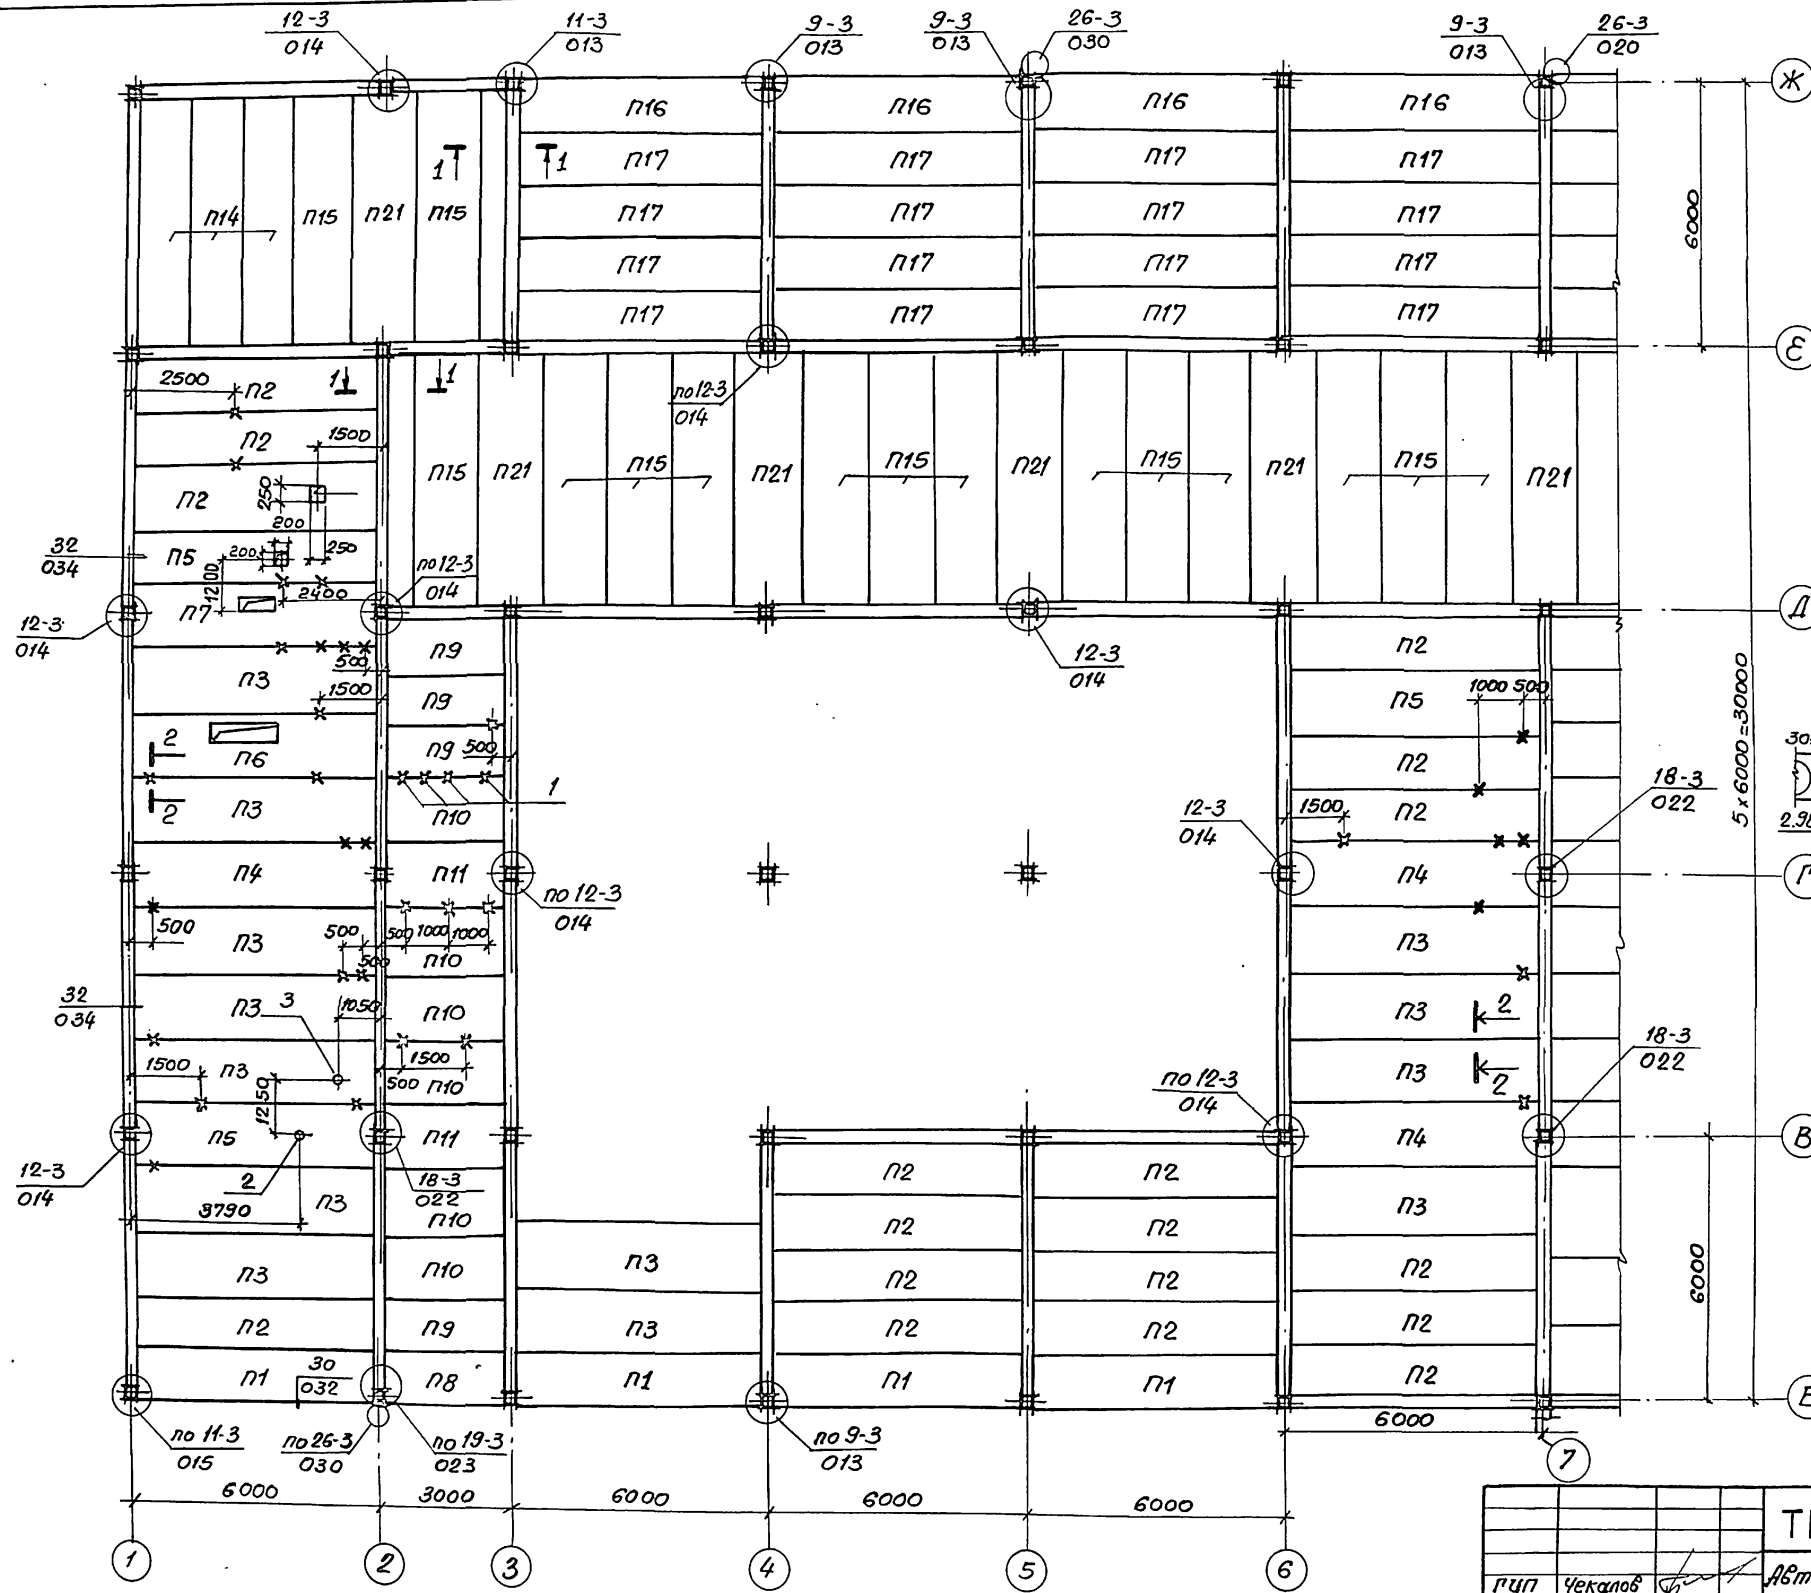 12-3
014
11-3
013
9-3
013
9-3
013
26-3
030
9-3
013
26-3
020
Ж
П16
П16
П16
П16
1
1
П17
П17
П17
П17
П14
П15
П21
П15
П17
П17
П17
П17
6000
П17
П17
П17
П17
П17
П17
П17
П17
Е
2500
П2
1
1
по 12-3
014
П2
1500
П15
П21
П15
П21
П15
П21
П15
П21
П15
П21
250
П2
200
32
034
П5
200
250
по 12-3
014
1200
2400
П7
12-3
014
Д
500
П9
12-3
014
П2
П3
1500
П9
П5
1000
500
5×6000=30000
2
П6
П9
500
П2
18-3
022
2
П3
1
П10
12-3
014
1500
П2
П4
П11
по 12-3
014
П4
Г
500
П3
500
500
1000
1000
500
П10
П3
32
034
П3
3
1050
П10
П3
2
18-3
022
1500
П3
1500
500
П10
по 12-3
014
П3
2
1250
П5
П11
П4
В
12-3
014
2
18-3
022
П2
П2
3790
П3
П10
П2
П2
П3
П3
П10
П3
П2
П2
П2
6000
П2
П9
П3
П2
П2
П2
П1
30
032
П8
П1
П1
П1
П2
по 11-3
015
по 26-3
030
по 19-3
023
по 9-3
013
6000
7
6000
3000
6000
6000
6000
1
2
3
4
5
6
ГИП
Чекалов